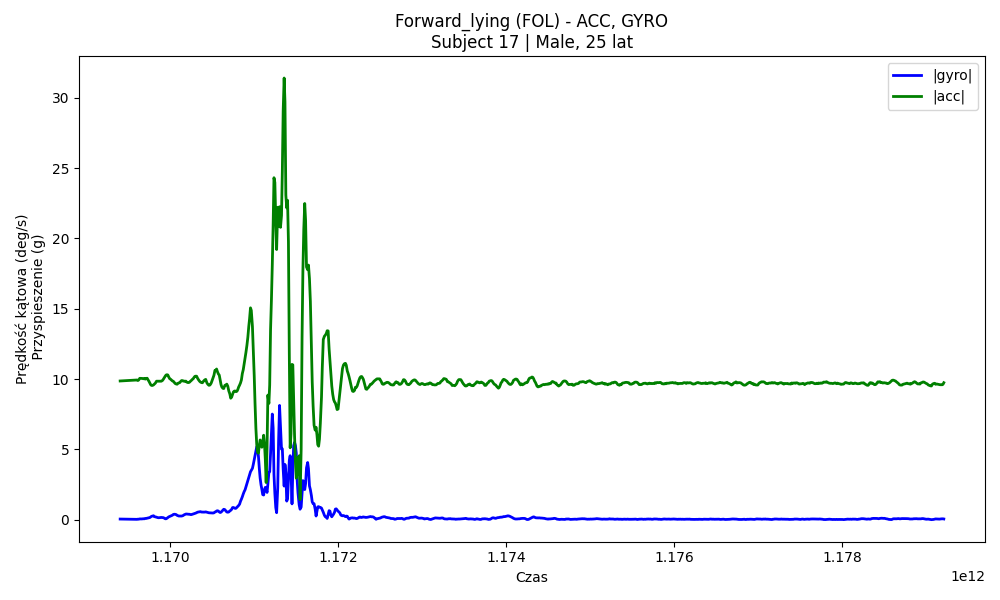 Forward_lying (FOL) - ACC, GYRO
Subject 17 | Male, 25 lat
|gyro|
|acc|
Prędkość kątowa (deg/s)
Przyspieszenie (g)
30
25
20
15
10
5
0
1.170
1.172
1.174
1.176
1.178
1e12
Czas